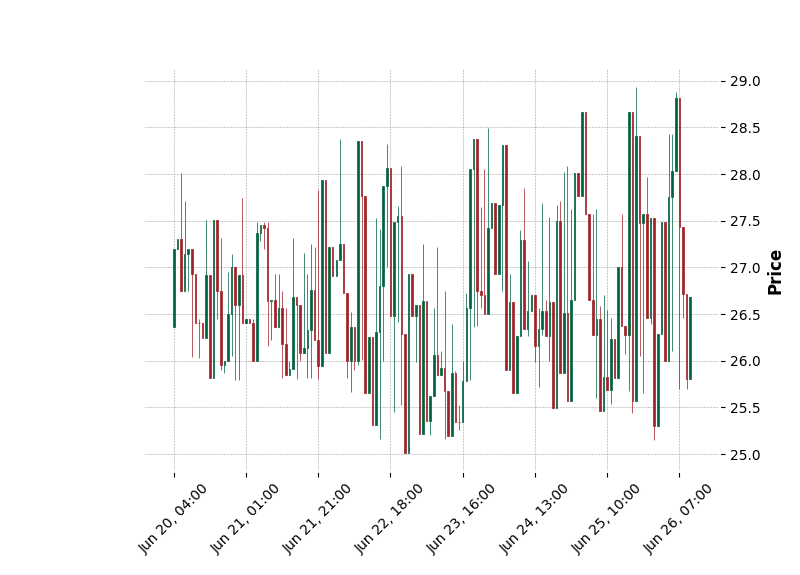 29.0
28.5
28.0
27.5
27.0
26.5
26.0
25.5
25.0
Price
Jun 20, 04:00
Jun 21, 01:00
Jun 21, 21:00
Jun 22, 18:00
Jun 23, 16:00
Jun 24, 13:00
Jun 25, 10:00
Jun 26, 07:00